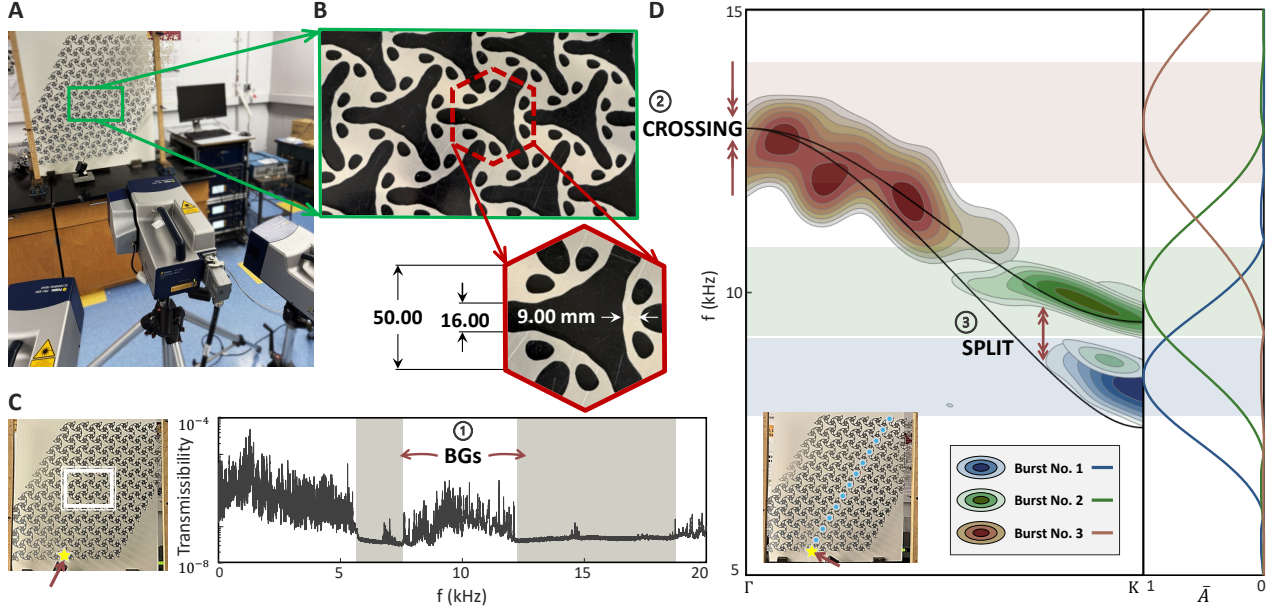 A
B
50.00
16.00
9.00 mm
C
Transmissibility
10⁻⁴
10⁻⁸
① 
BGs
0
5
10
15
20
f (kHz)
D
15
10
5
f (kHz)
②
CROSSING
③
SPLIT
Burst No. 1
Burst No. 2
Burst No. 3
Γ
K
1
Ā
0